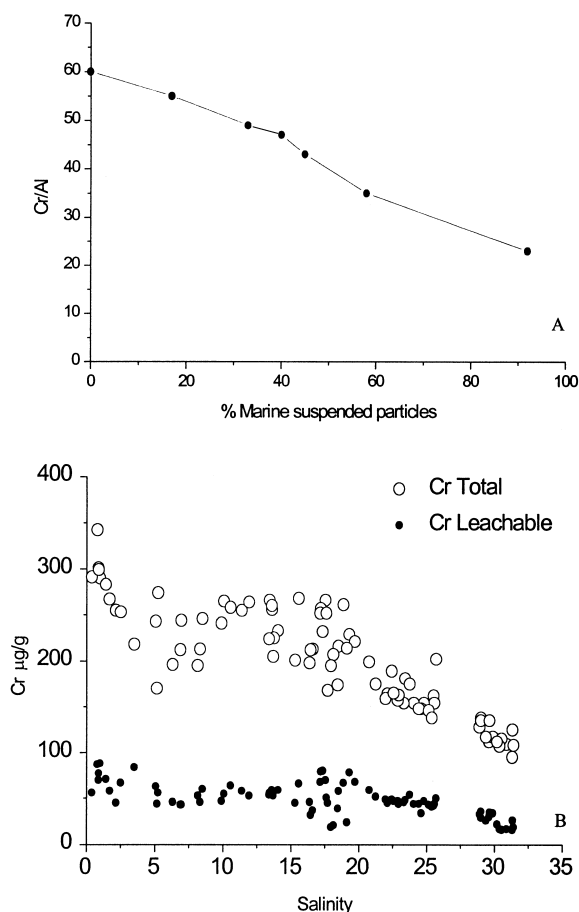 70
60
50
40
30
20
10
0
Cr/Al
A
0 20 40 60 80 100
% Marine suspended particles
400
300
200
100
0
Cr µg/g
Cr Total
Cr Leachable
B
0 5 10 15 20 25 30 35
Salinity